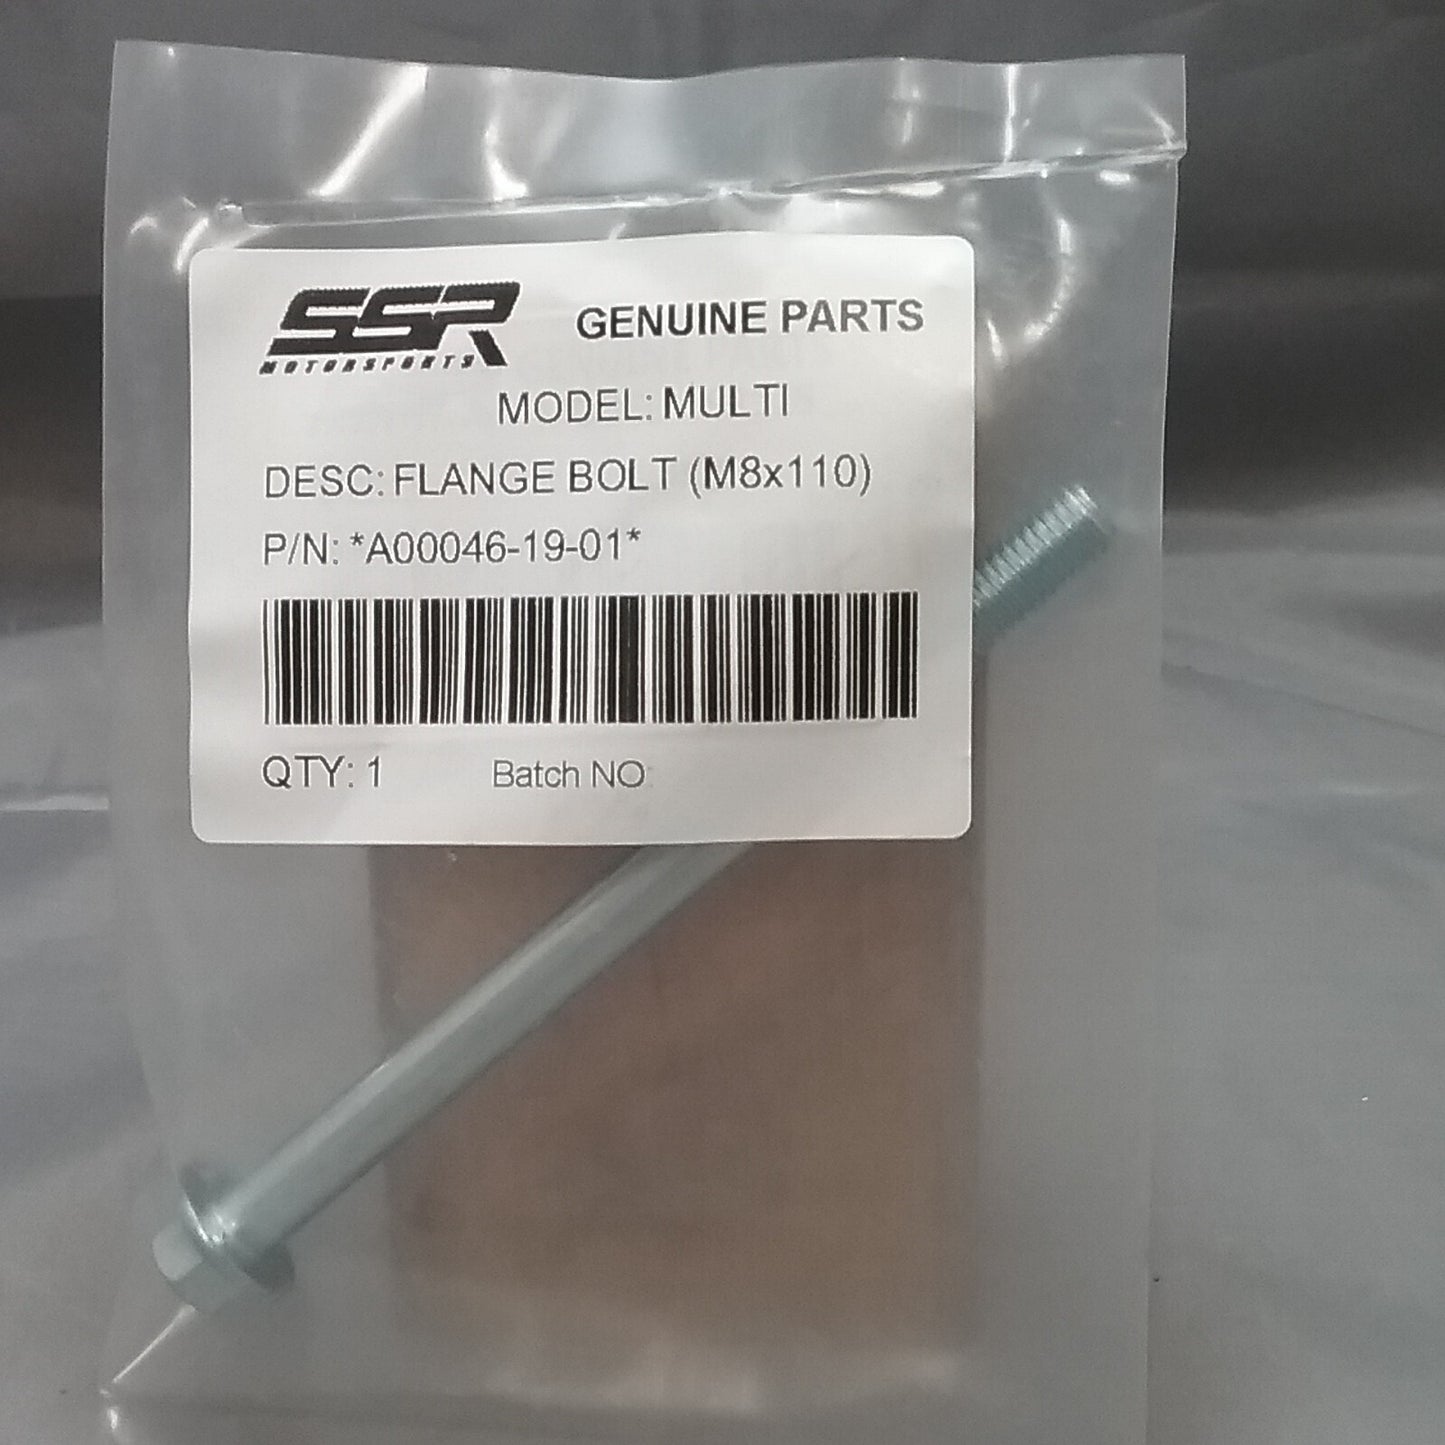 SSR GENUINE PARTS
MOTORSPORTS
MODEL: MULTI
DESC: FLANGE BOLT (M8x110)
P/N: *A00046-19-01*
QTY: 1 Batch NO: